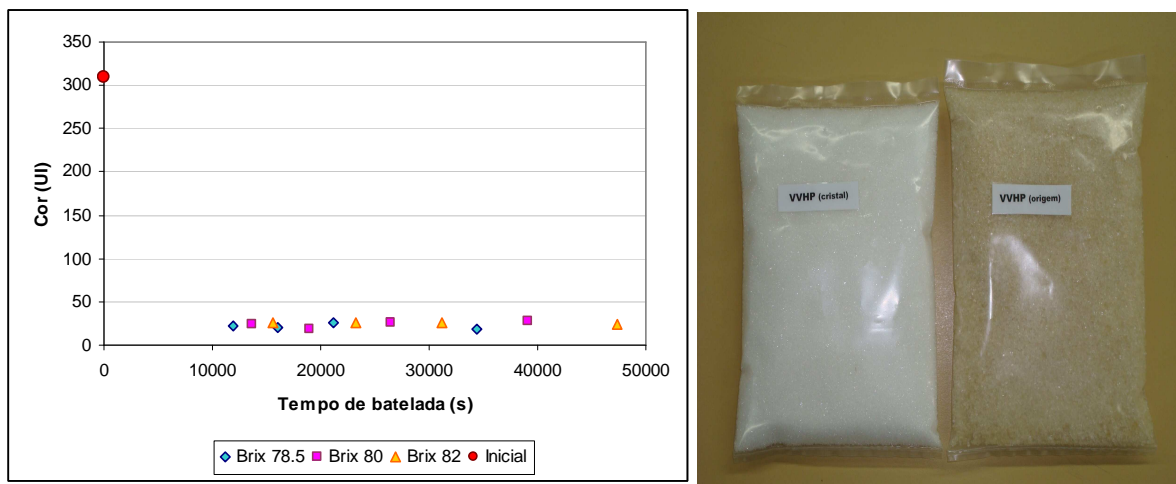 350
300
250
200
150
100
50
0
Cor (UI)
0 10000 20000 30000 40000 50000
Tempo de batelada (s)
Brix 78.5 Brix 80 Brix 82 Inicial
VVHP (cristal)
VVHP (origem)